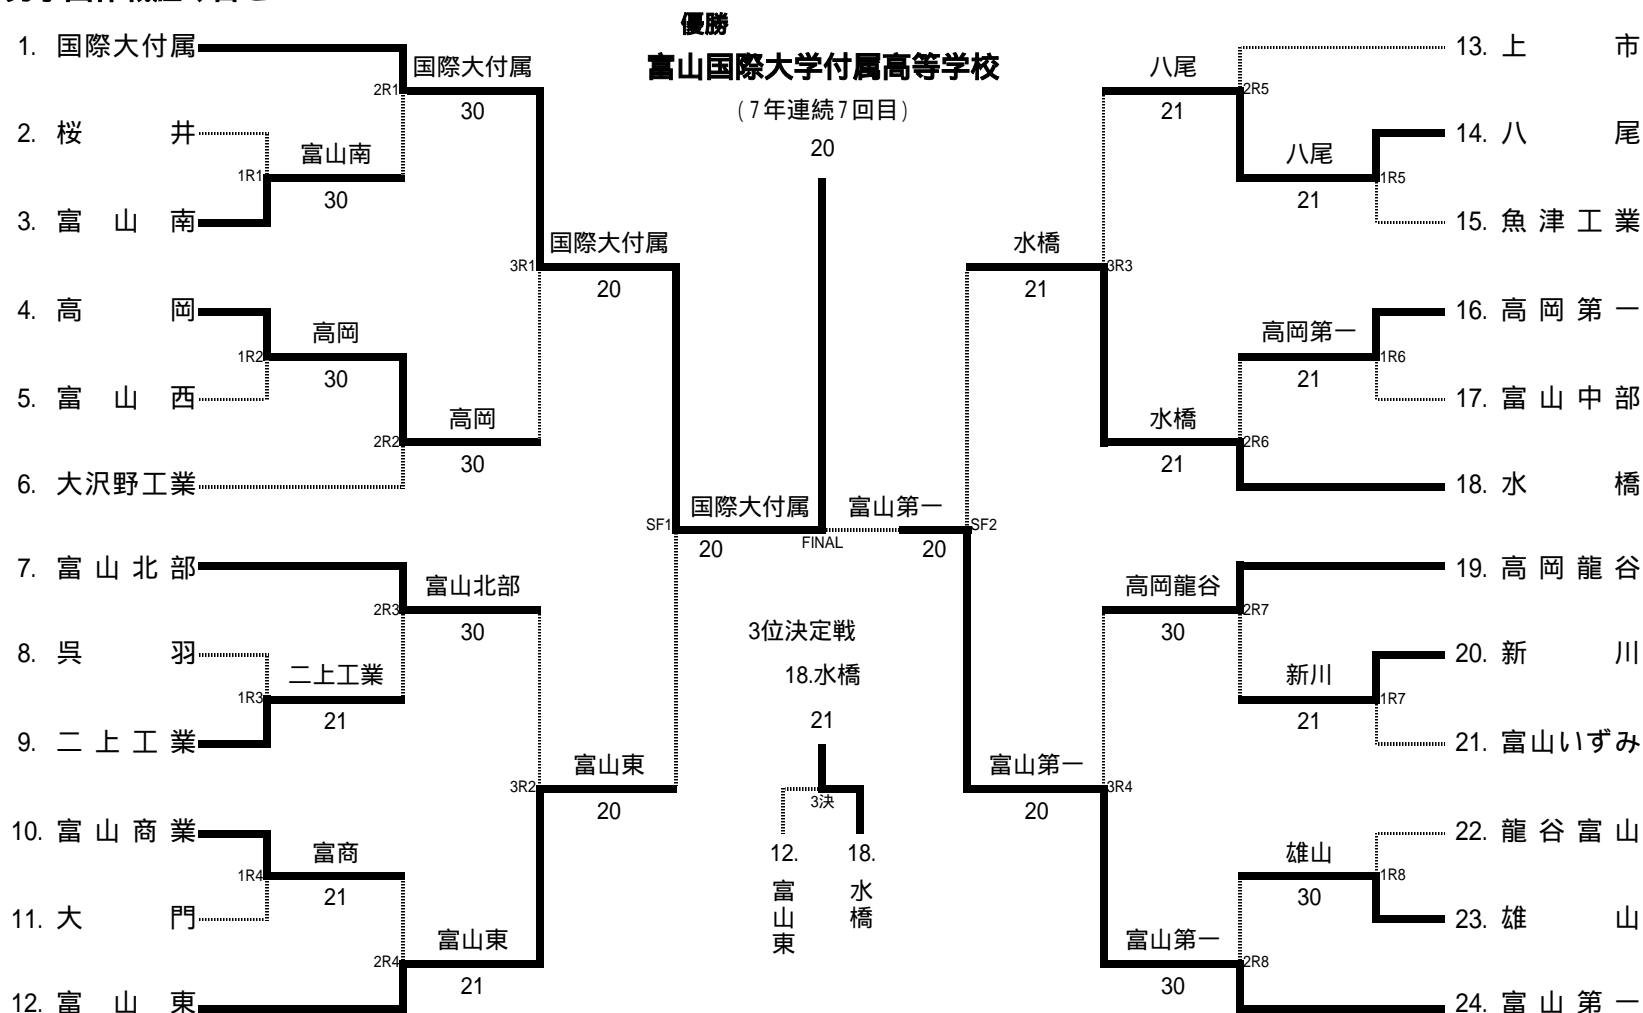 優勝
富山国際大学付属高等学校
(7年連続7回目)
20
1. 国際大付属
2. 桜井
3. 富山南
4. 高岡
5. 富山西
6. 大沢野工業
7. 富山北部
8. 呉羽
9. 二上工業
10. 富山商業
11. 大門
12. 富山東
1R1
富山南
30
1R2
高岡
30
1R3
二上工業
21
1R4
富商
21
2R1
国際大付属
30
2R2
高岡
30
2R3
富山北部
30
2R4
富山東
21
3R1
国際大付属
20
3R2
富山東
20
SF1
国際大付属
20
FINAL
富山第一
20
SF2
3位決定戦
18.水橋
21
3決
12.
富山東
18.
水橋
水橋
21
3R3
富山第一
20
3R4
八尾
21
2R5
水橋
21
2R6
高岡龍谷
30
2R7
富山第一
30
2R8
八尾
21
1R5
高岡第一
21
1R6
新川
21
1R7
雄山
30
1R8
13. 上市
14. 八尾
15. 魚津工業
16. 高岡第一
17. 富山中部
18. 水橋
19. 高岡龍谷
20. 新川
21. 富山いずみ
22. 龍谷富山
23. 雄山
24. 富山第一